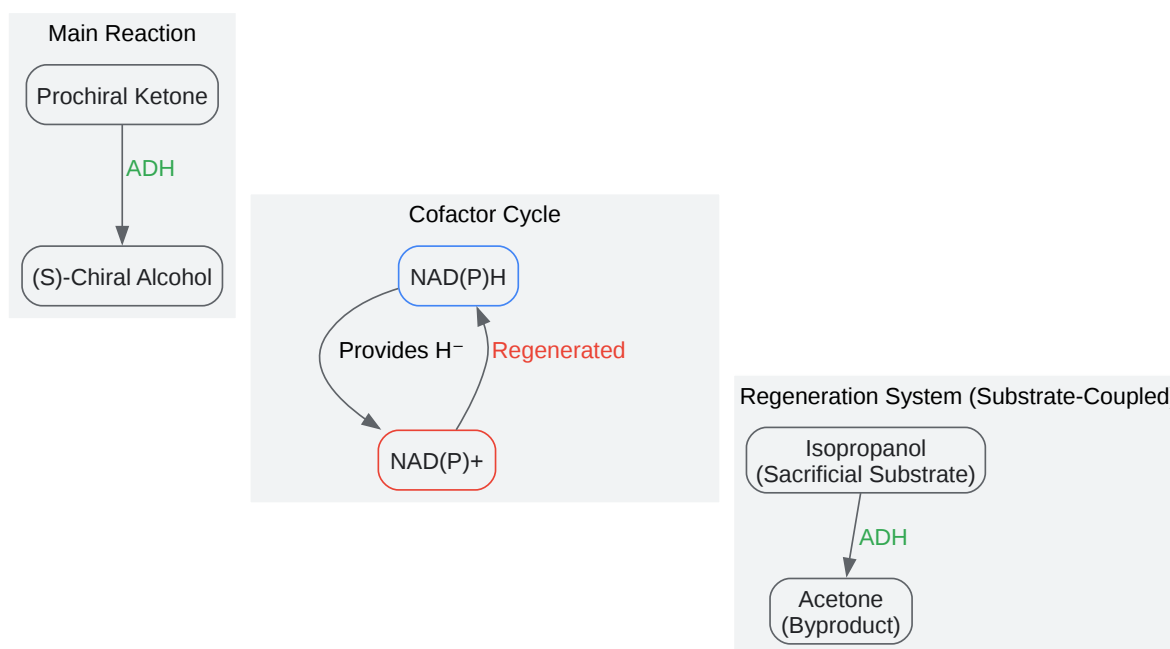 Main Reaction
Prochiral Ketone
ADH
(S)-Chiral Alcohol
Cofactor Cycle
NAD(P)H
Provides H⁻
Regenerated
NAD(P)+
Regeneration System (Substrate-Coupled
Isopropanol
(Sacrificial Substrate)
ADH
Acetone
(Byproduct)